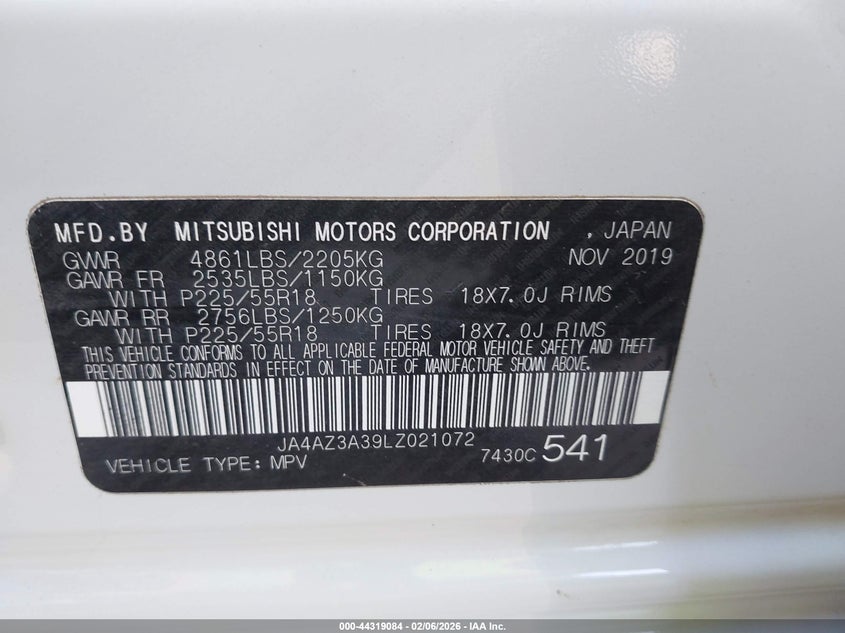 MFD.BY MITSUBISHI MOTORS CORPORATION , JAPAN
GWWR 4861LBS/2205KG NOV 2019
GAWR FR 2535LBS/1150KG
WITH P225/55R18 TIRES 18X7.0J RIMS
GAWR RR 2756LBS/1250KG
WITH P225/55R18 TIRES 18X7.0J RIMS
THIS VEHICLE CONFORMS TO ALL APPLICABLE FEDERAL MOTOR VEHICLE SAFETY AND THEFT
PREVENTION STANDARDS IN EFFECT ON THE DATE OF MANUFACTURE SHOWN ABOVE.
JA4AZ3A39LZ021072
VEHICLE TYPE: MPV 7430C 541
000-44319084 | 02/06/2026 - IAA Inc.